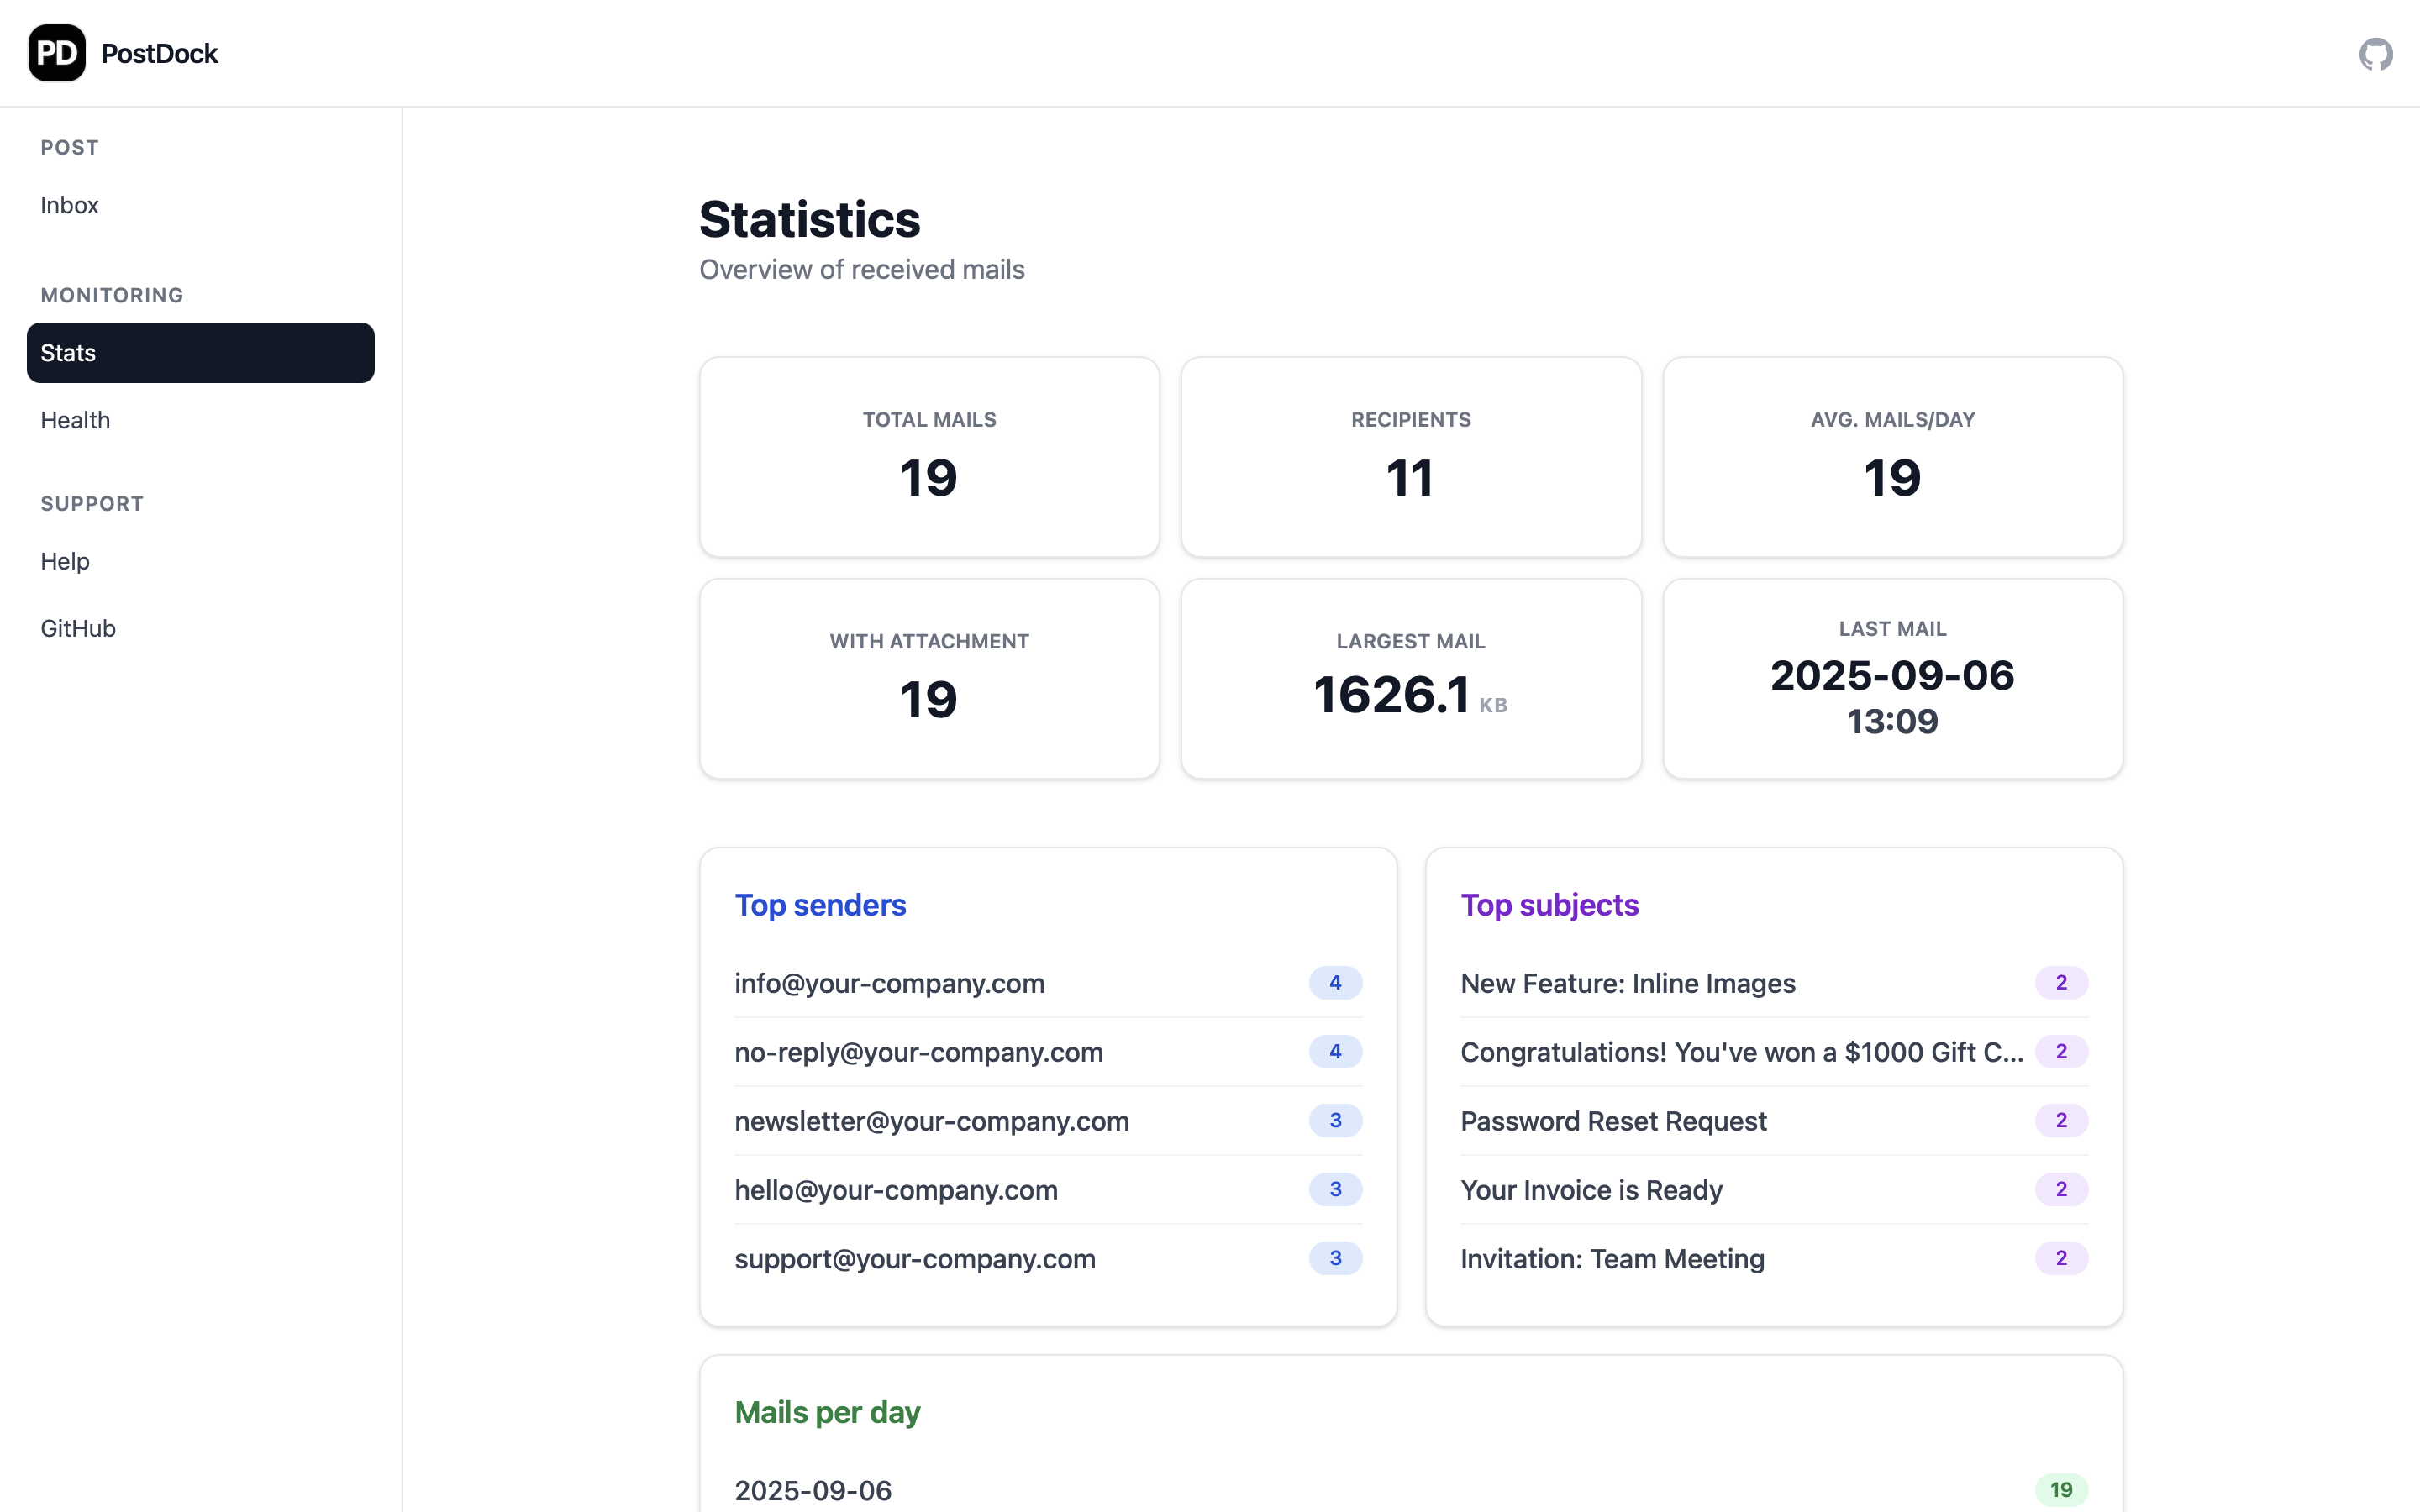 PD PostDock
POST
Inbox
MONITORING
Stats
Health
SUPPORT
Help
GitHub
Statistics
Overview of received mails
TOTAL MAILS
19
RECIPIENTS
11
AVG. MAILS/DAY
19
WITH ATTACHMENT
19
LARGEST MAIL
1626.1 KB
LAST MAIL
2025-09-06
13:09
Top senders
info@your-company.com 4
no-reply@your-company.com 4
newsletter@your-company.com 3
hello@your-company.com 3
support@your-company.com 3
Top subjects
New Feature: Inline Images 2
Congratulations! You've won a $1000 Gift C... 2
Password Reset Request 2
Your Invoice is Ready 2
Invitation: Team Meeting 2
Mails per day
2025-09-06 19